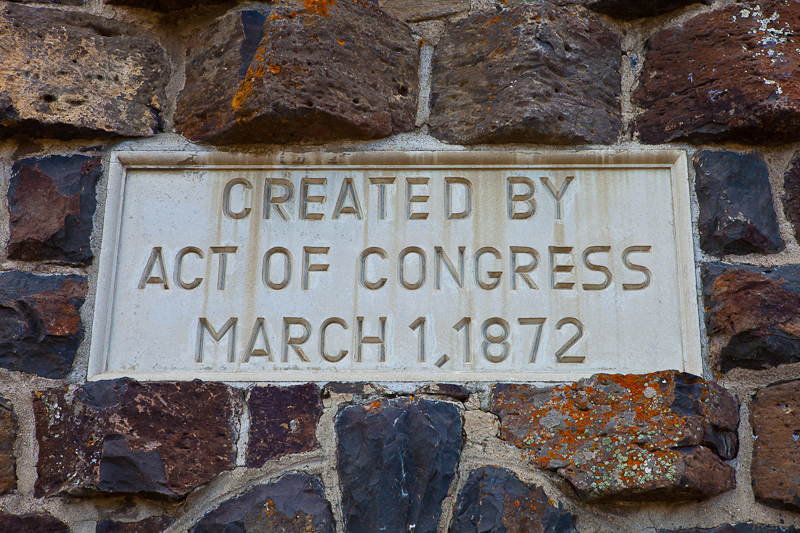 CREATED BY
ACT OF CONGRESS
MARCH 1, 1872